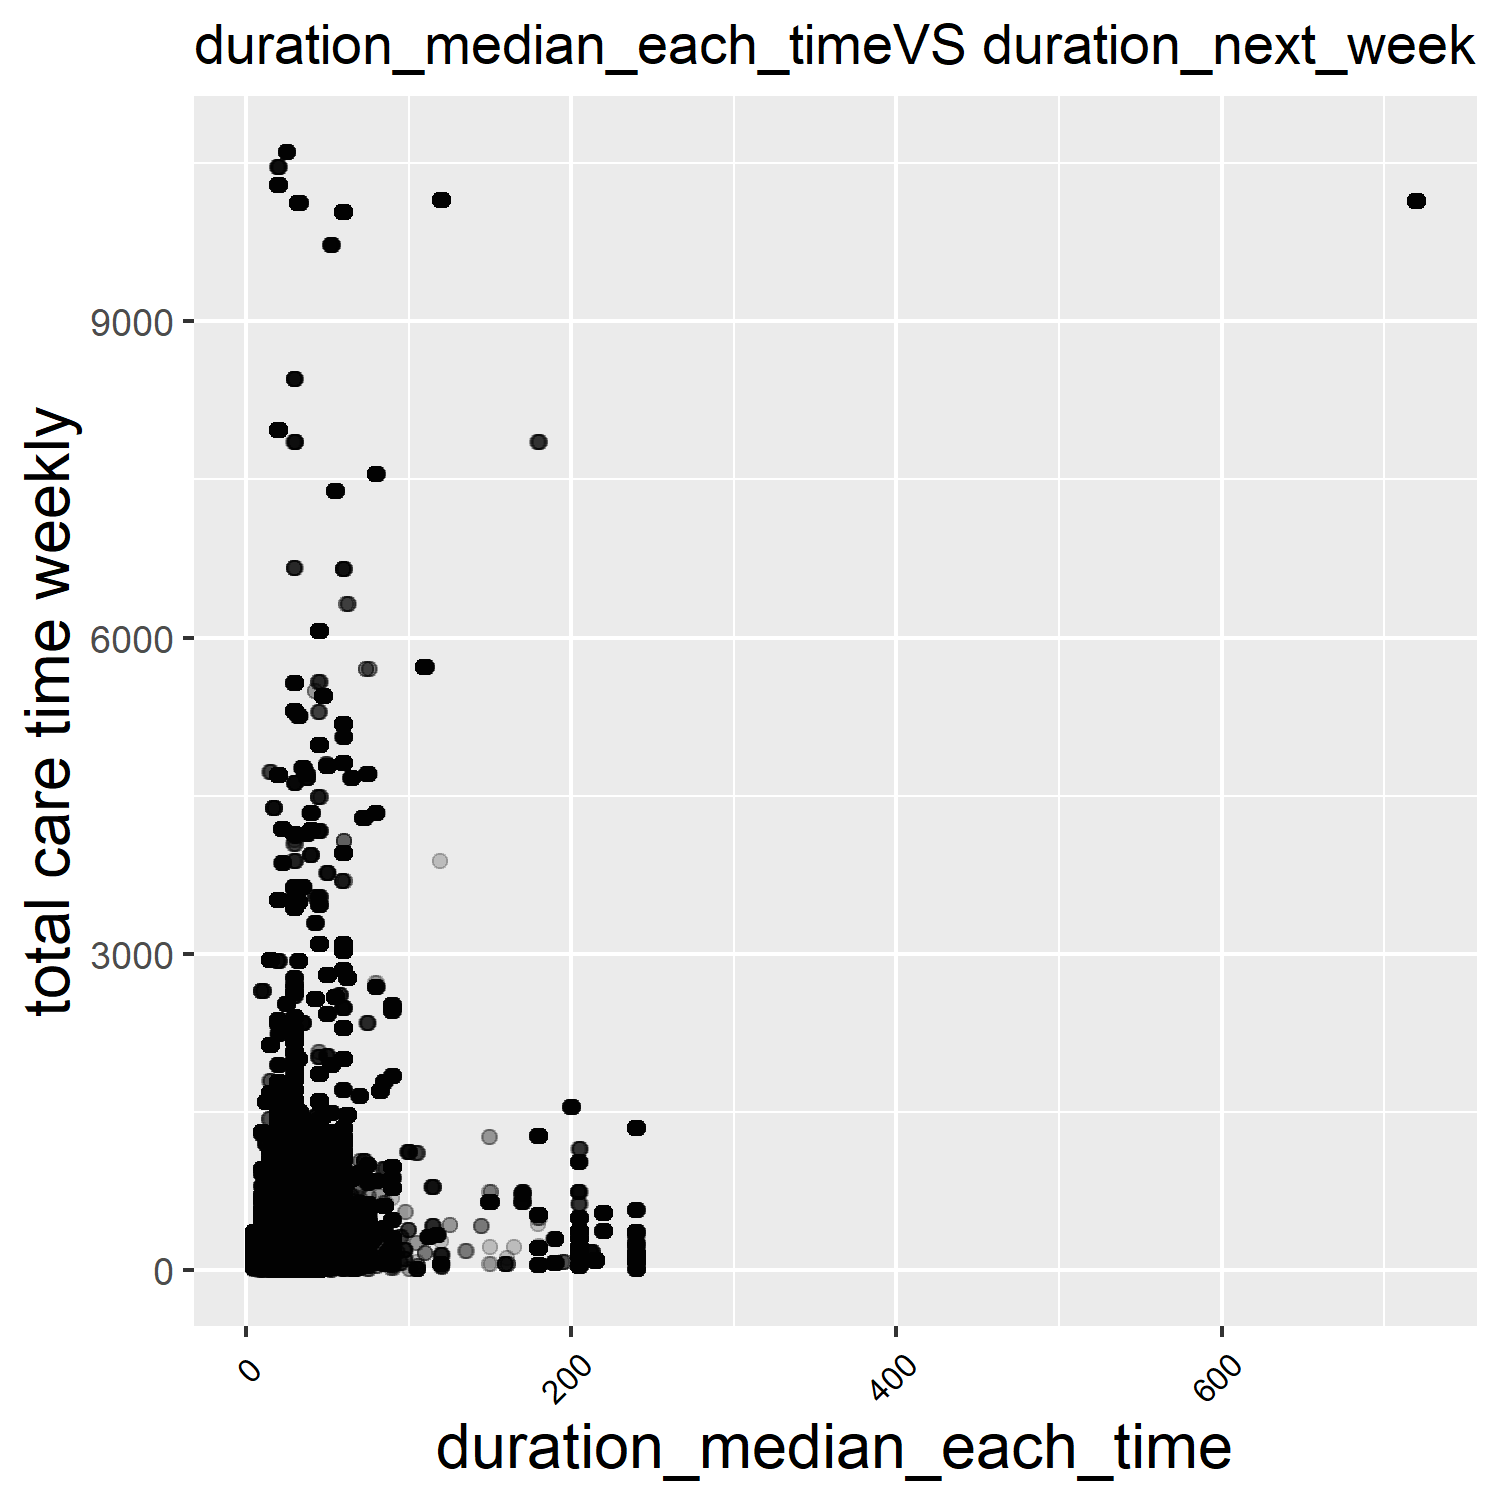 duration_median_each_timeVS duration_next_week
total care time weekly
9000
6000
3000
0
0
200
400
600
duration_median_each_time